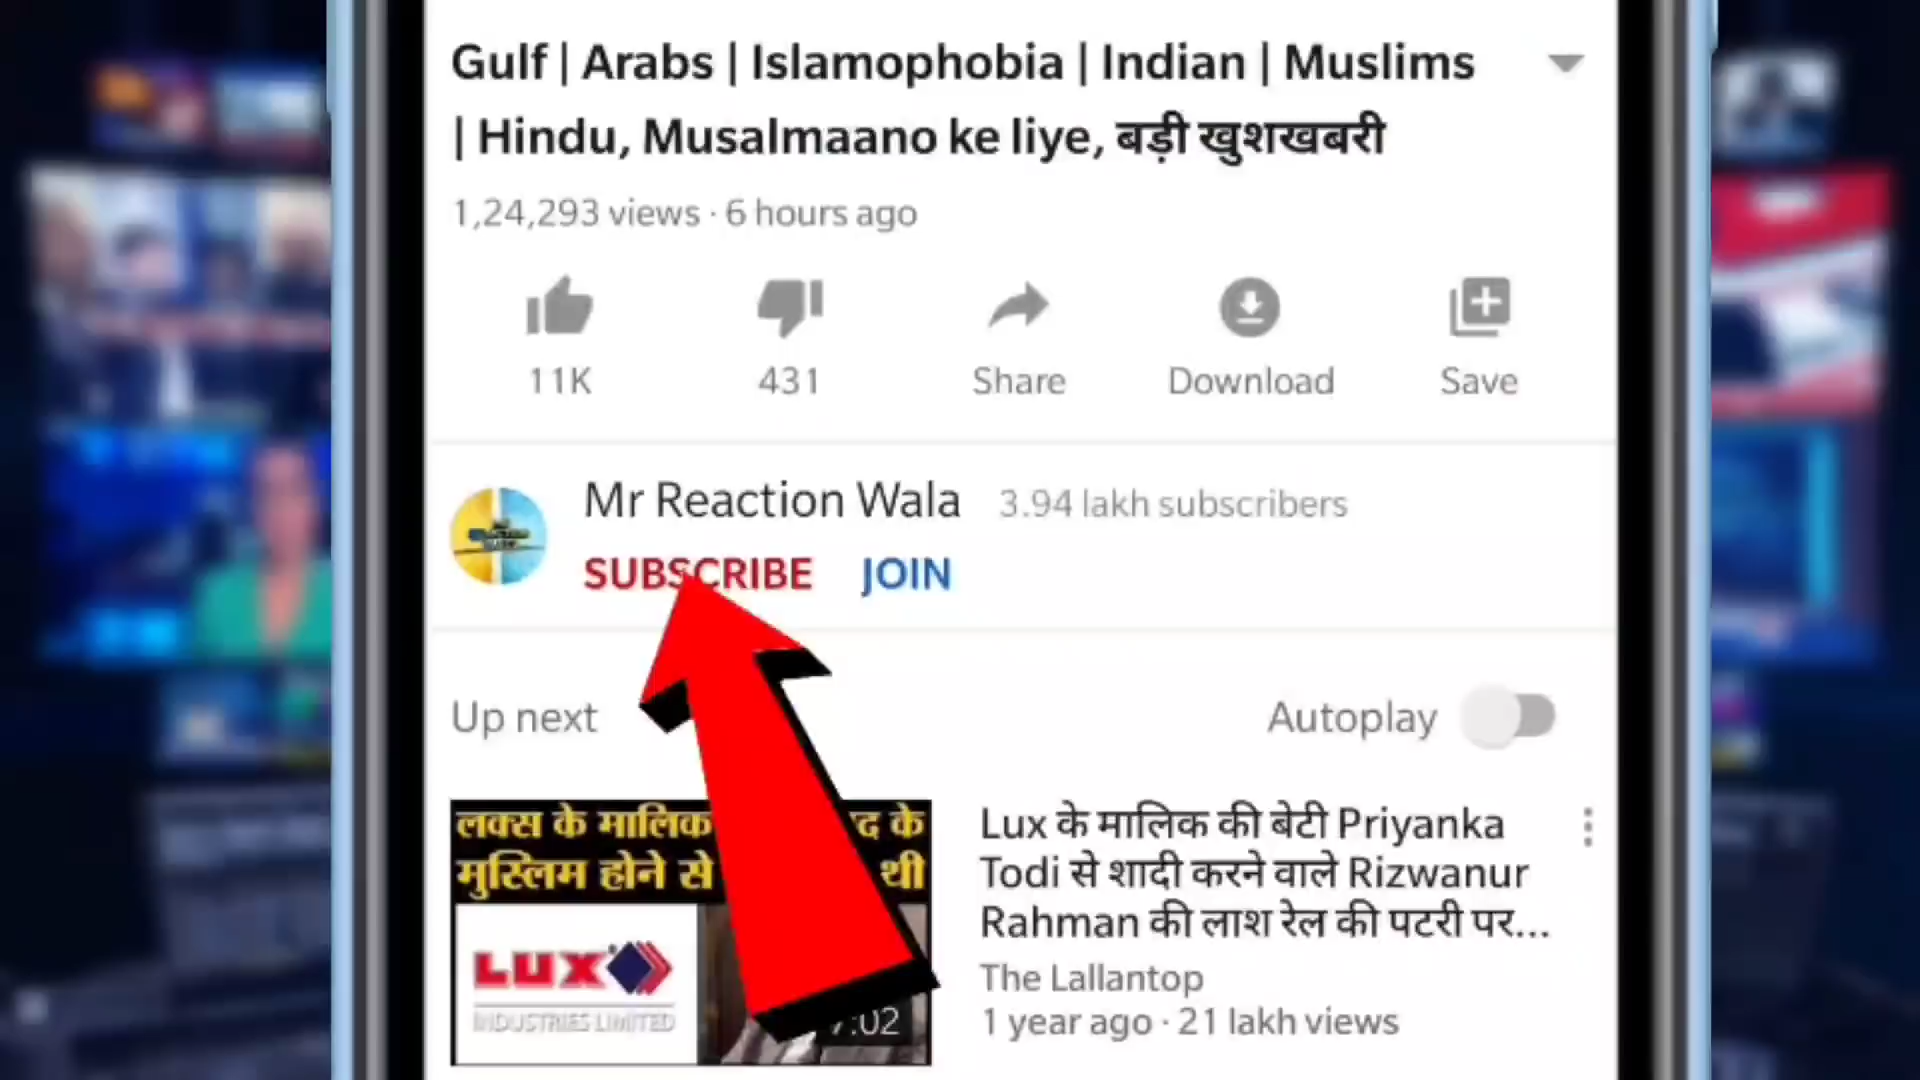 Gulf | Arabs | Islamophobia | Indian | Muslims
| Hindu, Musalmaano ke liye, बड़ी खुशखबरी
1,24,293 views · 6 hours ago
11K
431
Share
Download
Save
Mr Reaction Wala
3.94 lakh subscribers
SUBSCRIBE
JOIN
Up next
Autoplay
लक्स के मालिक
द के
मुस्लिम होने से
थी
LUX
INDUSTRIES LIMITED
7:02
Lux के मालिक की बेटी Priyanka
Todi से शादी करने वाले Rizwanur
Rahman की लाश रेल की पटरी पर...
The Lallantop
1 year ago · 21 lakh views